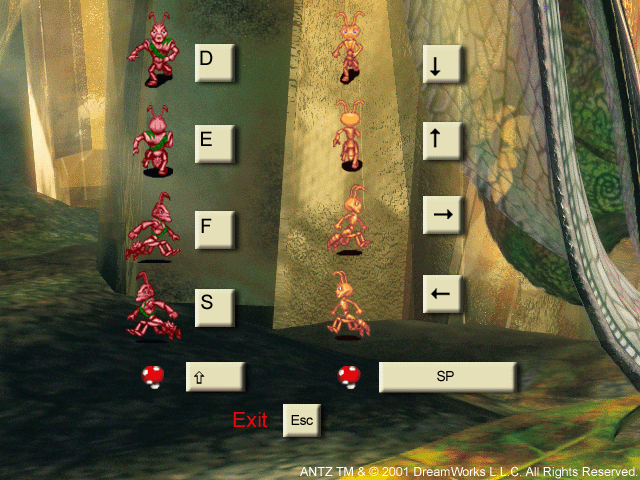 D ↓
E ↑
F →
S ←
⇧ SP
Exit Esc
ANTZ TM & © 2001 DreamWorks L.L.C. All Rights Reserved.